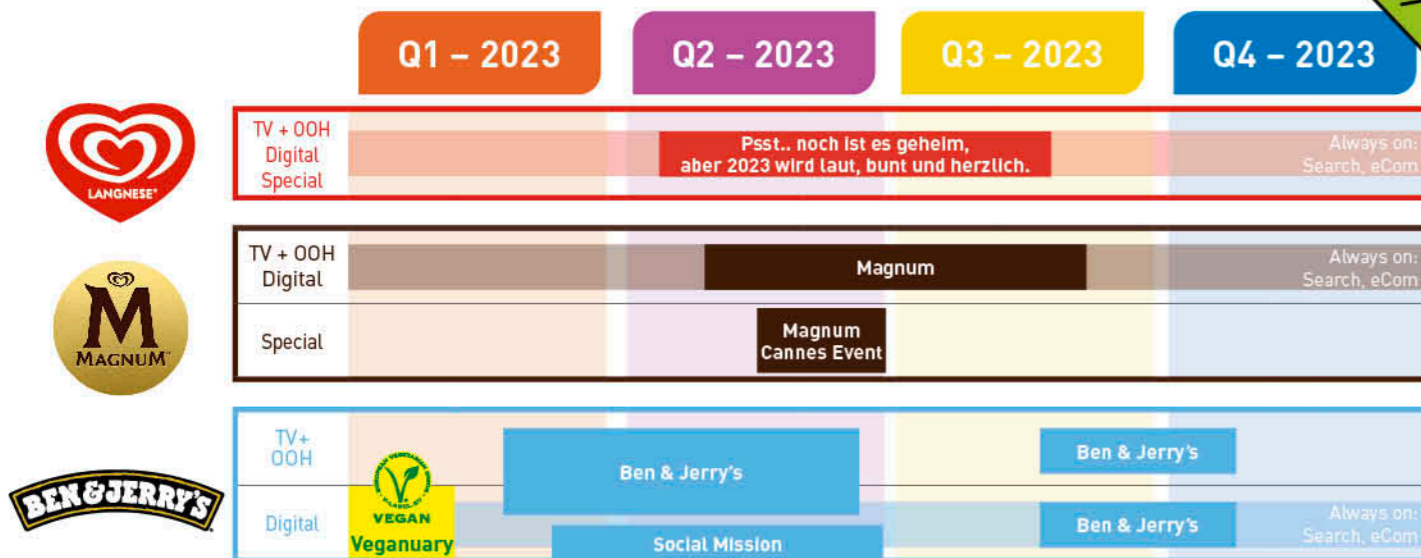 Q1 – 2023 Q2 – 2023 Q3 – 2023 Q4 – 2023
LANGNESE
TV + OOH
Digital
Special
Psst.. noch ist es geheim,
aber 2023 wird laut, bunt und herzlich.
Always on:
Search, eCom
M
MAGNUM
TV + OOH
Digital
Magnum
Always on:
Search, eCom
Special
Magnum
Cannes Event
BEN & JERRY'S
TV+
OOH
Ben & Jerry's
Ben & Jerry's
Digital
VEGAN
Veganuary
Social Mission
Ben & Jerry's
Always on:
Search, eCom